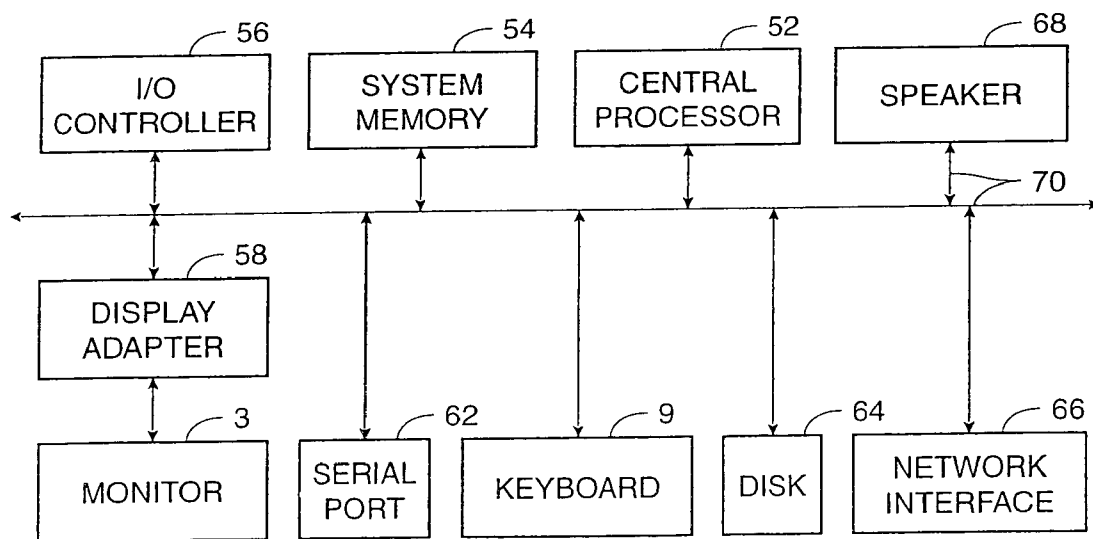 56
I/O
CONTROLLER
54
SYSTEM
MEMORY
52
CENTRAL
PROCESSOR
68
SPEAKER
70
58
DISPLAY
ADAPTER
3
MONITOR
62
SERIAL
PORT
9
KEYBOARD
64
DISK
66
NETWORK
INTERFACE